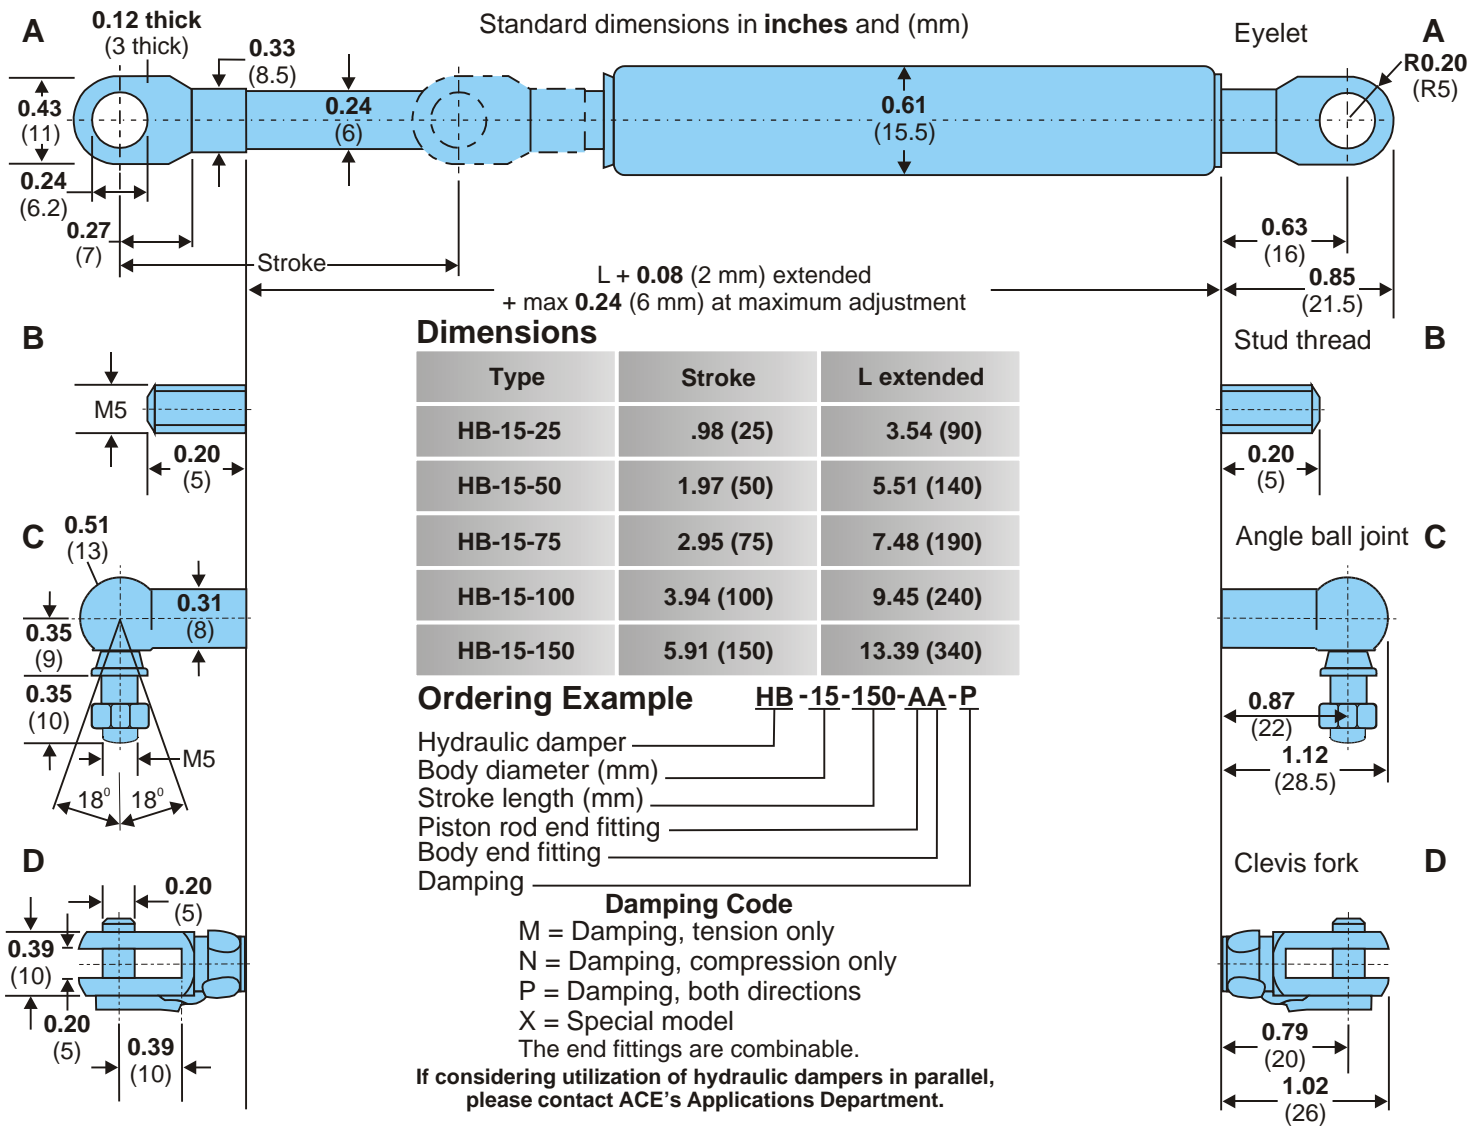 Standard dimensions in inches and (mm)
A
0.12 thick
(3 thick)
0.33
(8.5)
0.43
(11)
0.24
(6)
0.61
(15.5)
Eyelet
A
R0.20
(R5)
0.24
(6.2)
0.27
(7)
Stroke
L + 0.08 (2 mm) extended
+ max 0.24 (6 mm) at maximum adjustment
0.63
(16)
0.85
(21.5)
B
M5
0.20
(5)
Stud thread
B
0.20
(5)
Dimensions
Type Stroke L extended
HB-15-25 .98 (25) 3.54 (90)
HB-15-50 1.97 (50) 5.51 (140)
HB-15-75 2.95 (75) 7.48 (190)
HB-15-100 3.94 (100) 9.45 (240)
HB-15-150 5.91 (150) 13.39 (340)
C
0.51
(13)
0.31
(8)
0.35
(9)
0.35
(10)
M5
18° 18°
Angle ball joint
C
0.87
(22)
1.12
(28.5)
Ordering Example HB-15-150-AA-P
Hydraulic damper
Body diameter (mm)
Stroke length (mm)
Piston rod end fitting
Body end fitting
Damping
Damping Code
M = Damping, tension only
N = Damping, compression only
P = Damping, both directions
X = Special model
The end fittings are combinable.
If considering utilization of hydraulic dampers in parallel,
please contact ACE's Applications Department.
D
0.20
(5)
0.39
(10)
0.20
(5)
0.39
(10)
Clevis fork
D
0.79
(20)
1.02
(26)